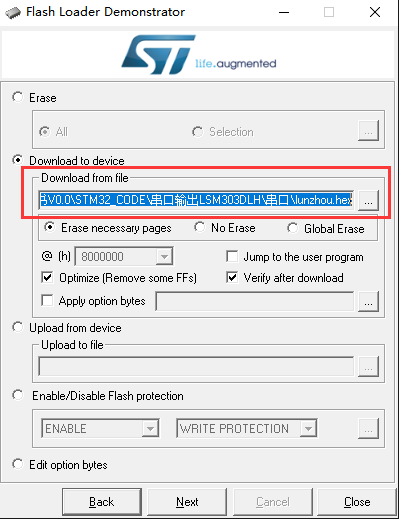 Flash Loader Demonstrator
ST life.augmented
Erase
All Selection ...
Download to device
Download from file
V0.0\STM32_CODE\串口输出LSM303DLH\串口\lunzhou.hex ...
Erase necessary pages No Erase Global Erase
@ (h) 8000000 Jump to the user program
Optimize (Remove some FFs) Verify after download
Apply option bytes ...
Upload from device
Upload to file
...
Enable/Disable Flash protection
ENABLE WRITE PROTECTION ...
Edit option bytes
Back Next Cancel Close